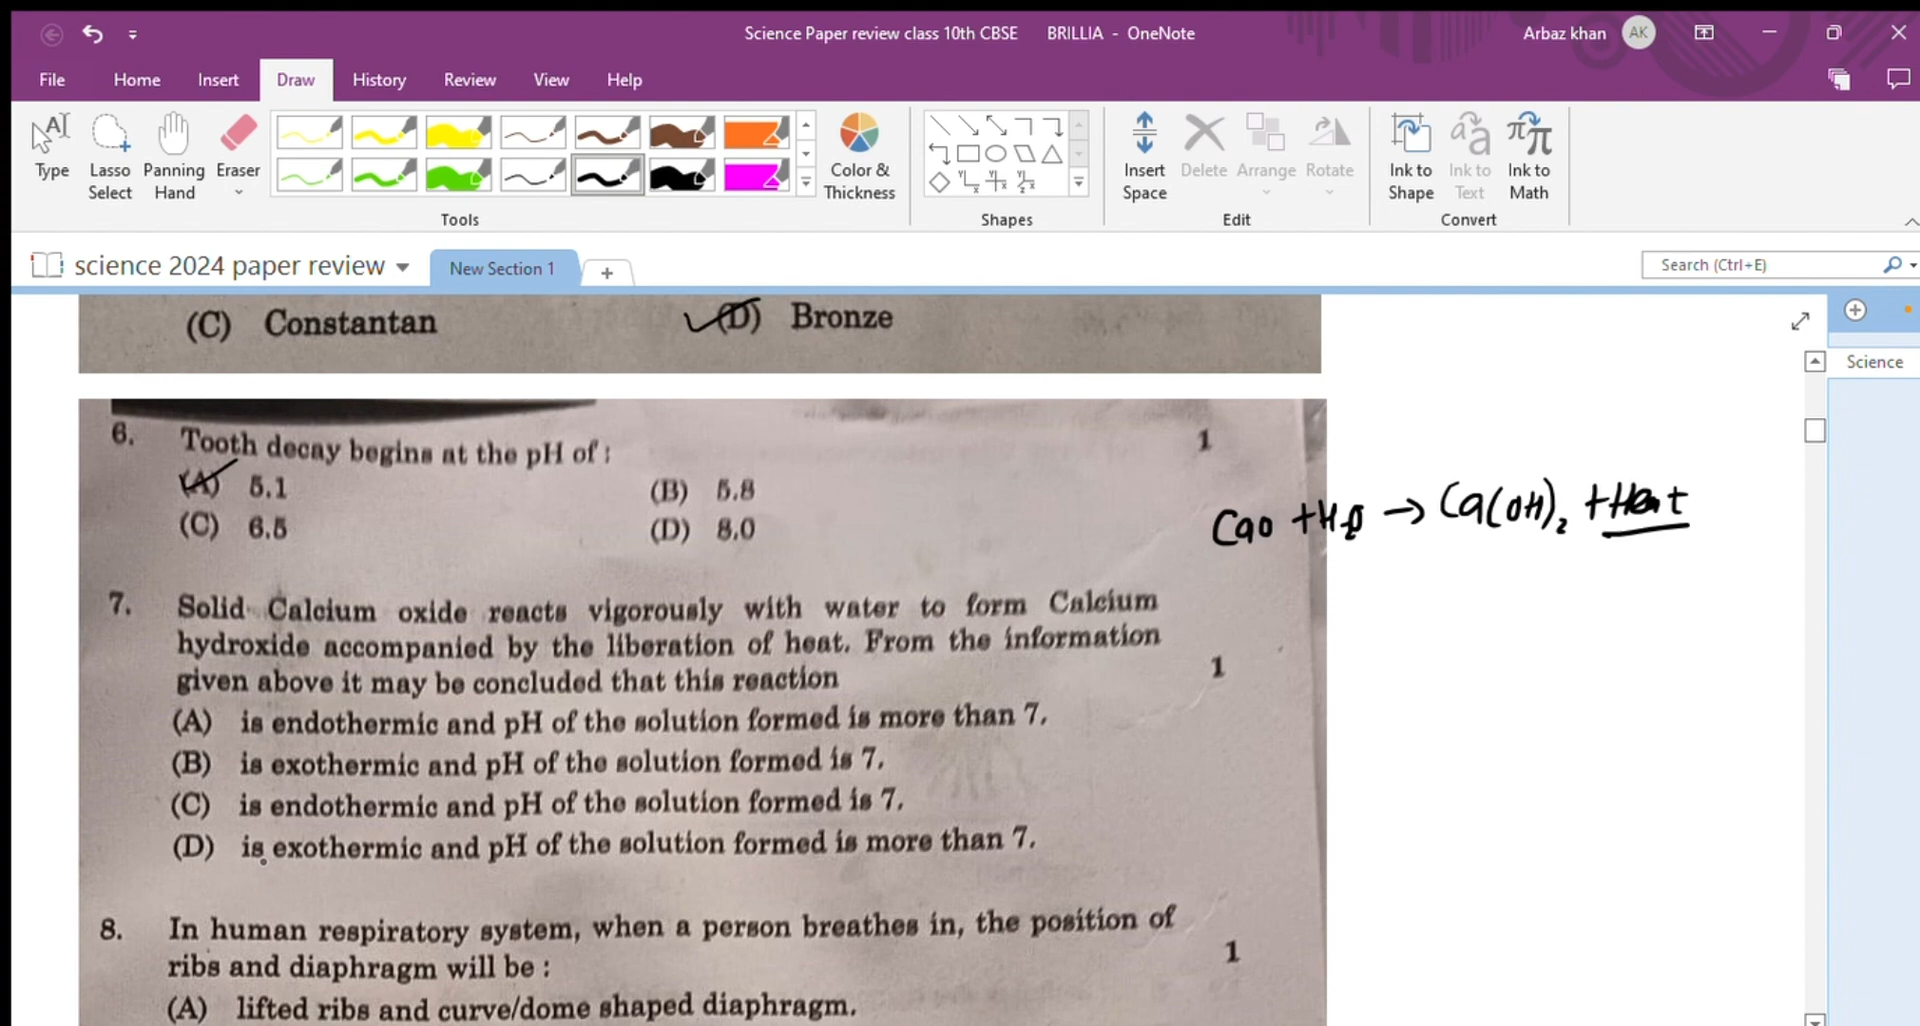 Science Paper review class 10th CBSE BRILLIA - OneNote
Arbaz khan AK
File Home Insert Draw History Review View Help
Type Lasso Select Panning Hand Eraser Color & Thickness Insert Space Delete Arrange Rotate Ink to Shape Ink to Text Ink to Math
Tools Shapes Edit Convert
science 2024 paper review New Section 1 +
Search (Ctrl+E)
Science
(C) Constantan (D) Bronze
6. Tooth decay begins at the pH of : 1
(A) 5.1 (B) 5.8
(C) 6.5 (D) 8.0
CaO + H2O → Ca(OH)2 + Heat
7. Solid Calcium oxide reacts vigorously with water to form Calcium
hydroxide accompanied by the liberation of heat. From the information
given above it may be concluded that this reaction 1
(A) is endothermic and pH of the solution formed is more than 7.
(B) is exothermic and pH of the solution formed is 7.
(C) is endothermic and pH of the solution formed is 7.
(D) is exothermic and pH of the solution formed is more than 7.
8. In human respiratory system, when a person breathes in, the position of
ribs and diaphragm will be : 1
(A) lifted ribs and curve/dome shaped diaphragm.